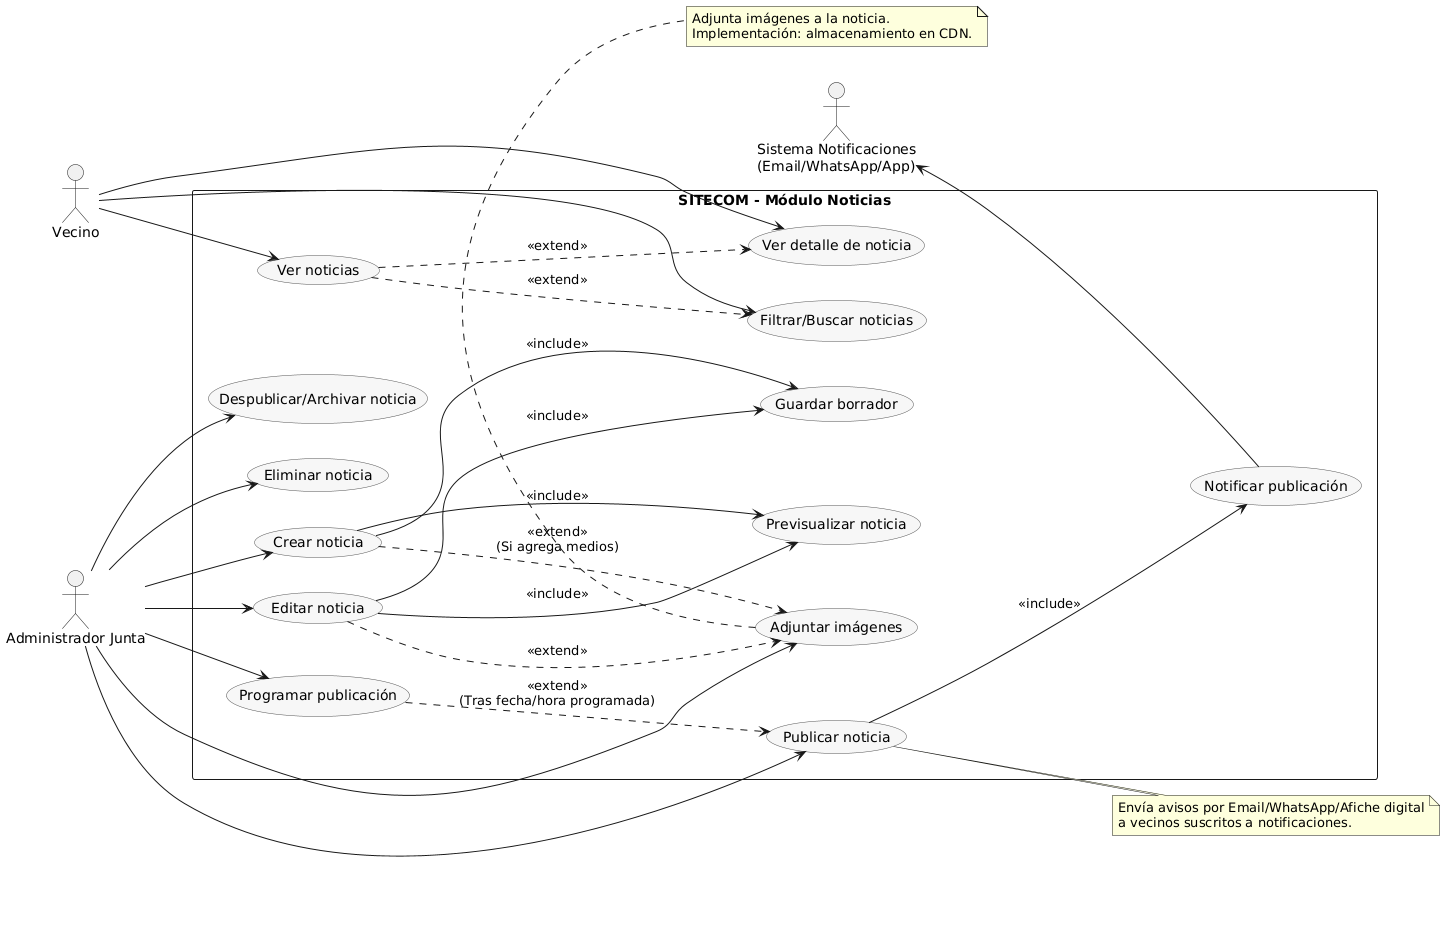 Adjunta imágenes a la noticia.
Implementación: almacenamiento en CDN.
Sistema Notificaciones
(Email/WhatsApp/App)
Vecino
SITECOM - Módulo Noticias
Ver noticias
«extend»
Ver detalle de noticia
«extend»
Filtrar/Buscar noticias
«include»
Despublicar/Archivar noticia
Guardar borrador
«include»
Eliminar noticia
Notificar publicación
«include»
Previsualizar noticia
Crear noticia
«extend»
(Si agrega medios)
«include»
Editar noticia
«include»
Adjuntar imágenes
Administrador Junta
«extend»
Programar publicación
«extend»
(Tras fecha/hora programada)
Publicar noticia
Envía avisos por Email/WhatsApp/Afiche digital
a vecinos suscritos a notificaciones.